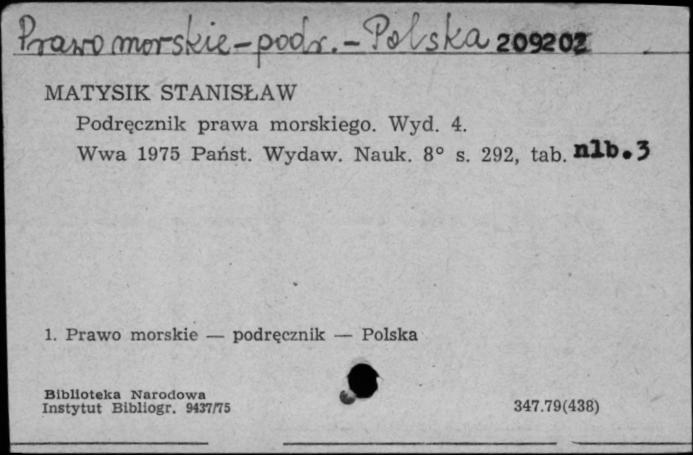 Prawo morskie - podr. - Polska 209202
MATYSIK STANISŁAW
Podręcznik prawa morskiego. Wyd. 4.
Wwa 1975 Państ. Wydaw. Nauk. 8° s. 292, tab. nlb. 3
1. Prawo morskie — podręcznik — Polska
Biblioteka Narodowa
Instytut Bibliogr. 9437/75
347.79(438)